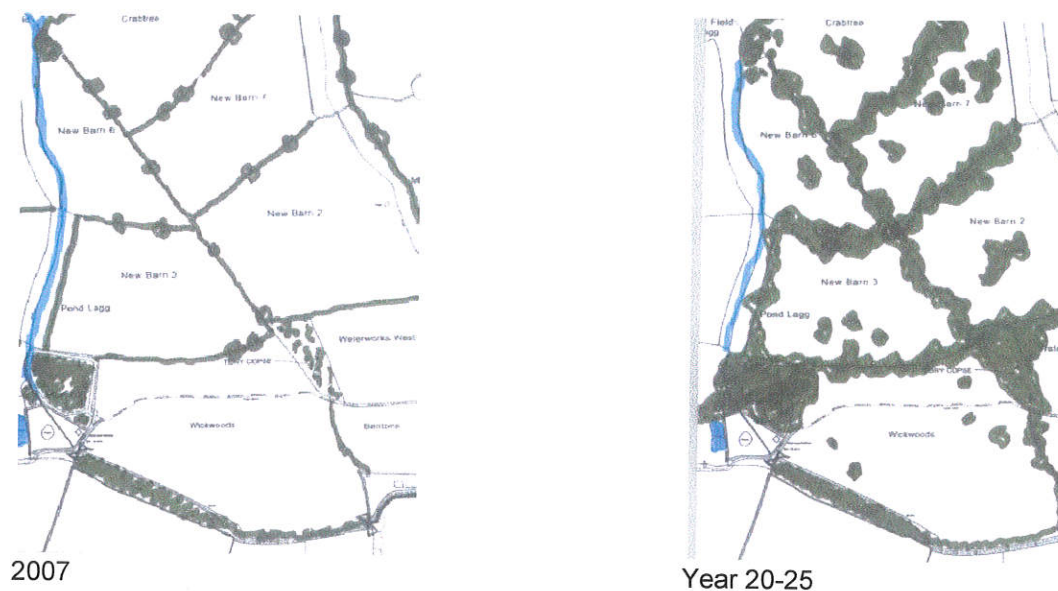 Crabtree
New Barn 7
New Barn 6
New Barn 2
New Barn 3
Pond Lagg
Waterworks West
COPSE
Wickwoods
2007
Field
Crabtree
New Barn 7
New Barn 6
New Barn 2
New Barn 3
Pond Lagg
COPSE
Wickwoods
Year 20-25